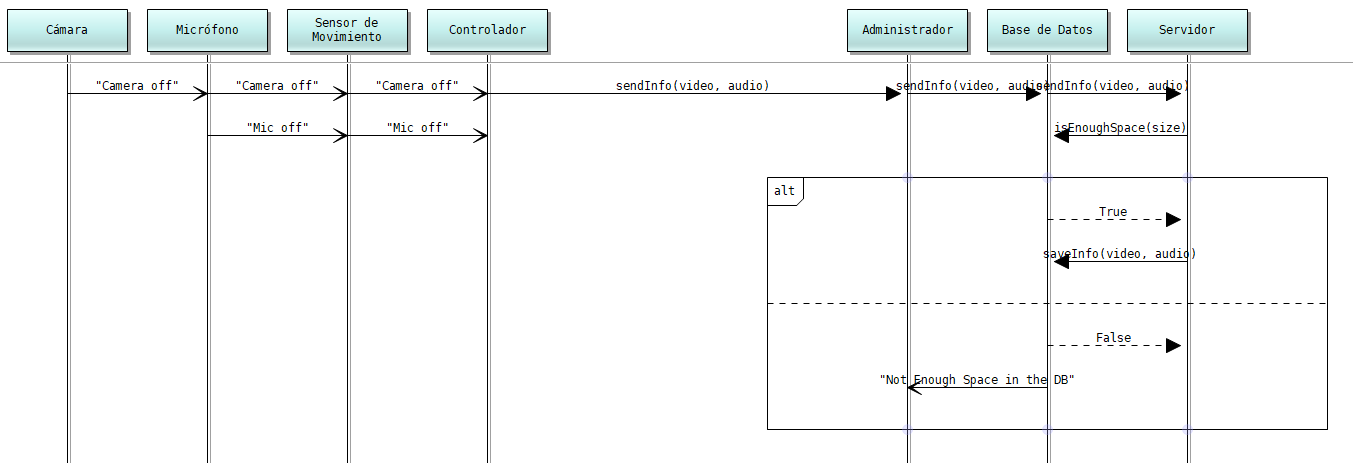 Cámara
Micrófono
Sensor de
Movimiento
Controlador
Administrador
Base de Datos
Servidor
"Camera off"
"Camera off"
"Camera off"
sendInfo(video, audio)
sendInfo(video, audio)
sendInfo(video, audio)
"Mic off"
"Mic off"
isEnoughSpace(size)
alt
True
saveInfo(video, audio)
False
"Not Enough Space in the DB"